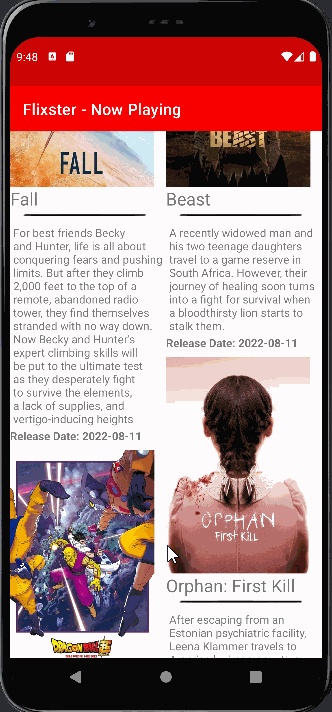 9:48
Flixster - Now Playing
FALL
Fall
For best friends Becky
and Hunter, life is all about
conquering fears and pushing
limits. But after they climb
2,000 feet to the top of a
remote, abandoned radio
tower, they find themselves
stranded with no way down.
Now Becky and Hunter's
expert climbing skills will
be put to the ultimate test
as they desperately fight
to survive the elements,
a lack of supplies, and
vertigo-inducing heights
Release Date: 2022-08-11
DRAGONBALL
BEAST
Beast
A recently widowed man and
his two teenage daughters
travel to a game reserve in
South Africa. However, their
journey of healing soon turns
into a fight for survival when
a bloodthirsty lion starts to
stalk them.
Release Date: 2022-08-11
ORPHAN
FIRST KILL
Orphan: First Kill
After escaping from an
Estonian psychiatric facility,
Leena Klammer travels to